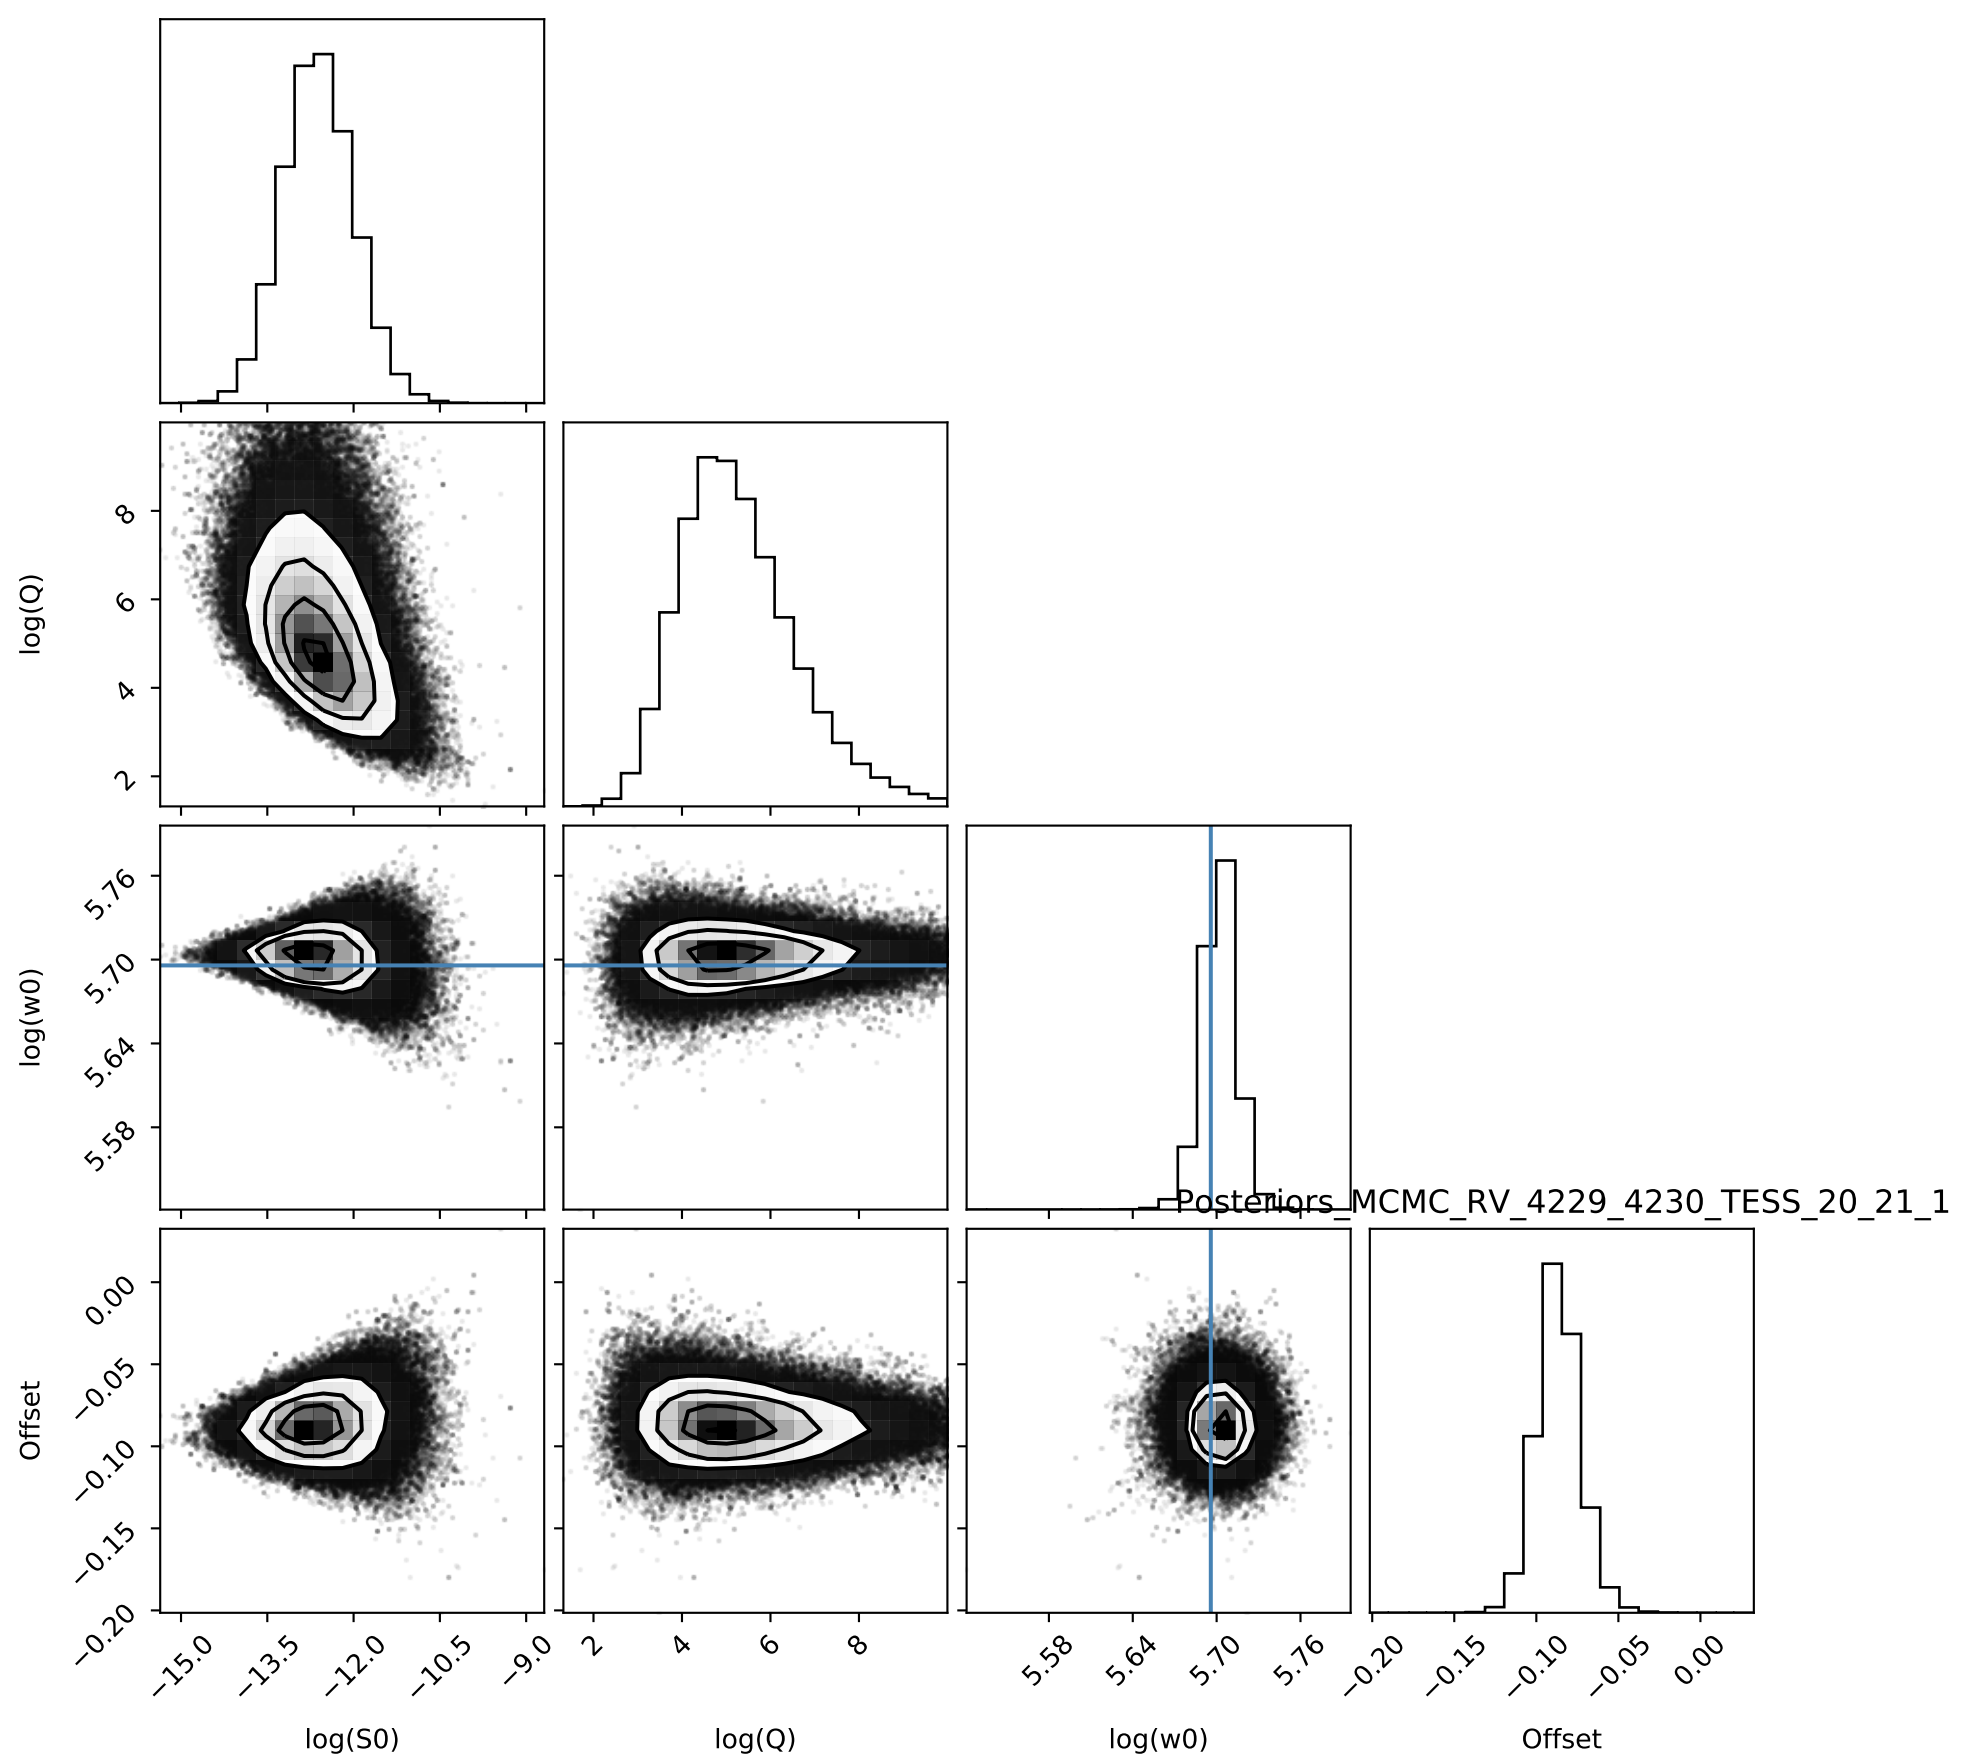 log(Q)
8
6
4
2
log(w0)
5.76
5.70
5.64
5.58
Posteriors_MCMC_RV_4229_4230_TESS_20_21_1
Offset
0.00
−0.05
−0.10
−0.15
−0.20
−15.0 −13.5 −12.0 −10.5 −9.0
2 4 6 8
5.58 5.64 5.70 5.76
−0.20 −0.15 −0.10 −0.05 0.00
log(S0) log(Q) log(w0) Offset